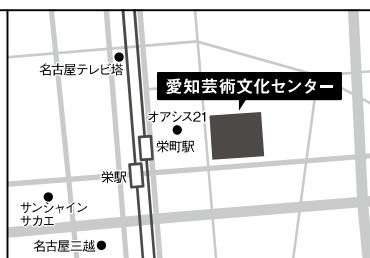 名古屋テレビ塔
愛知芸術文化センター
オアシス21
栄町駅
栄駅
サンシャイン
サカエ
名古屋三越